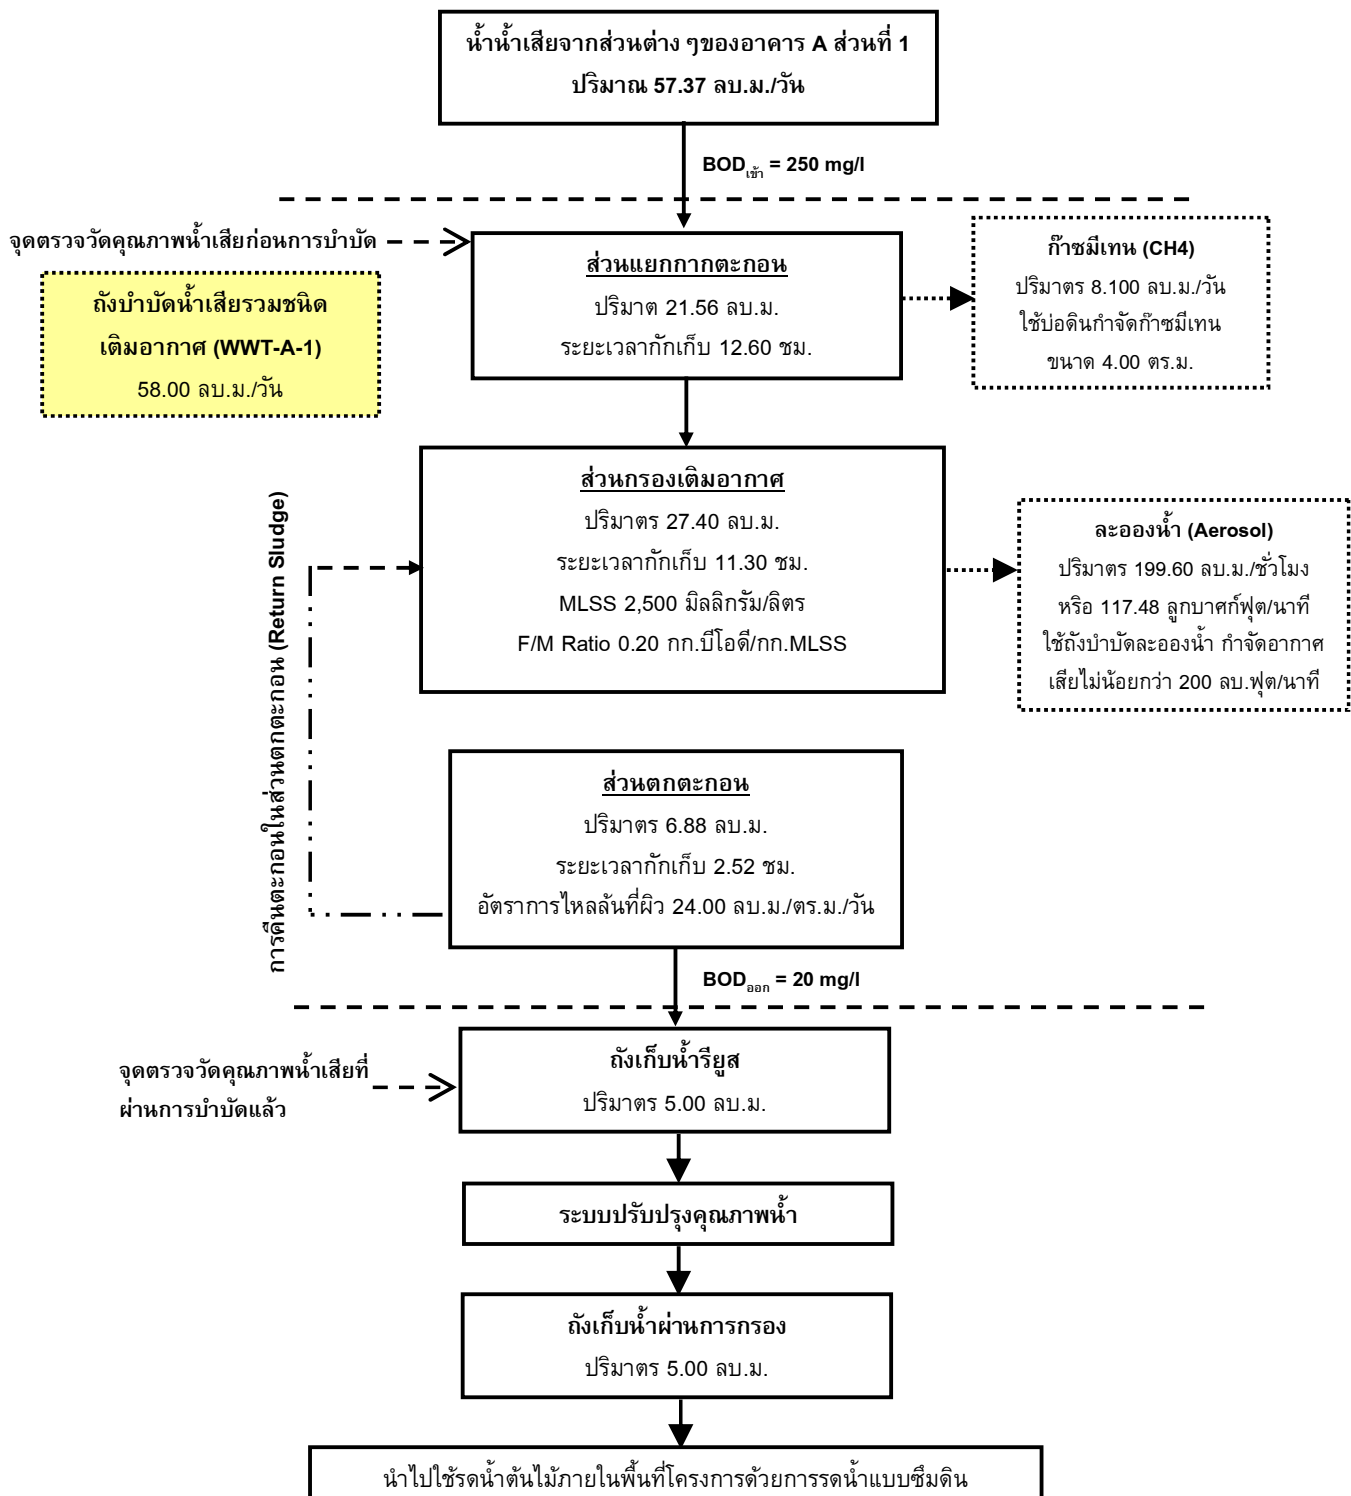 น้ำน้ำเสียจากส่วนต่าง ๆของอาคาร A ส่วนที่ 1
ปริมาณ 57.37 ลบ.ม./วัน
BODเข้า = 250 mg/l
จุดตรวจวัดคุณภาพน้ำเสียก่อนการบำบัด
ส่วนแยกกากตะกอน
ปริมาต 21.56 ลบ.ม.
ระยะเวลากักเก็บ 12.60 ชม.
ก๊าซมีเทน (CH4)
ปริมาตร 8.100 ลบ.ม./วัน
ใช้บ่อดินกำจัดก๊าซมีเทน
ขนาด 4.00 ตร.ม.
ถังบำบัดน้ำเสียรวมชนิด
เติมอากาศ (WWT-A-1)
58.00 ลบ.ม./วัน
ส่วนกรองเติมอากาศ
ปริมาตร 27.40 ลบ.ม.
ระยะเวลากักเก็บ 11.30 ชม.
MLSS 2,500 มิลลิกรัม/ลิตร
F/M Ratio 0.20 กก.บีโอดี/กก.MLSS
ละอองน้ำ (Aerosol)
ปริมาตร 199.60 ลบ.ม./ชั่วโมง
หรือ 117.48 ลูกบาศก์ฟุต/นาที
ใช้ถังบำบัดละอองน้ำ กำจัดอากาศ
เสียไม่น้อยกว่า 200 ลบ.ฟุต/นาที
การคืนตะกอนในส่วนตกตะกอน (Return Sludge)
ส่วนตกตะกอน
ปริมาตร 6.88 ลบ.ม.
ระยะเวลากักเก็บ 2.52 ชม.
อัตราการไหลล้นที่ผิว 24.00 ลบ.ม./ตร.ม./วัน
BODออก = 20 mg/l
จุดตรวจวัดคุณภาพน้ำเสียที่
ผ่านการบำบัดแล้ว
ถังเก็บน้ำรียูส
ปริมาตร 5.00 ลบ.ม.
ระบบปรับปรุงคุณภาพน้ำ
ถังเก็บน้ำผ่านการกรอง
ปริมาตร 5.00 ลบ.ม.
นำไปใช้รดน้ำต้นไม้ภายในพื้นที่โครงการด้วยการรดน้ำแบบซึมดิน